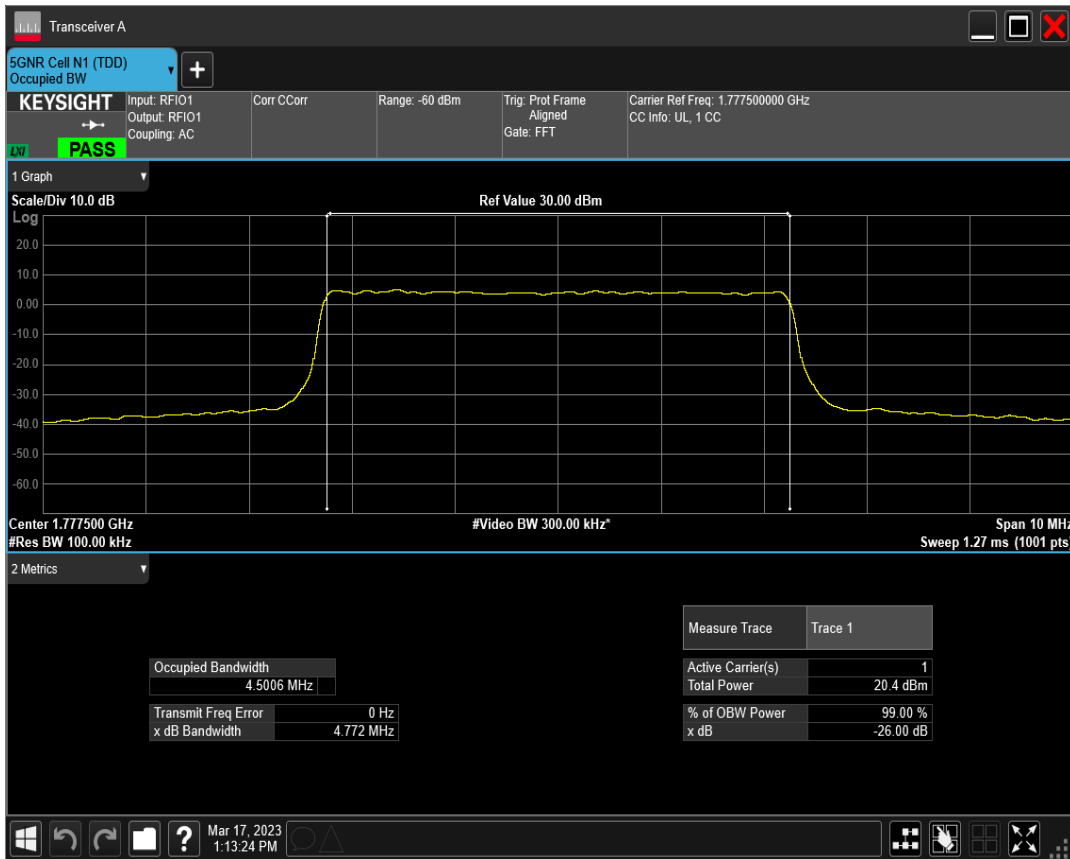 Transceiver A
5GNR Cell N1 (TDD)
Occupied BW
+
KEYSIGHT
LXI
PASS
Input: RFIO1
Output: RFIO1
Coupling: AC
Corr CCorr
Range: -60 dBm
Trig: Prot Frame
Aligned
Gate: FFT
Carrier Ref Freq: 1.777500000 GHz
CC Info: UL, 1 CC
1 Graph
Scale/Div 10.0 dB
Ref Value 30.00 dBm
Log
20.0
10.0
0.00
-10.0
-20.0
-30.0
-40.0
-50.0
-60.0
Center 1.777500 GHz
#Video BW 300.00 kHz*
Span 10 MHz
#Res BW 100.00 kHz
Sweep 1.27 ms (1001 pts)
2 Metrics
Measure Trace Trace 1
Occupied Bandwidth
4.5006 MHz
Active Carrier(s) 1
Total Power 20.4 dBm
Transmit Freq Error 0 Hz
x dB Bandwidth 4.772 MHz
% of OBW Power 99.00 %
x dB -26.00 dB
?
Mar 17, 2023
1:13:24 PM